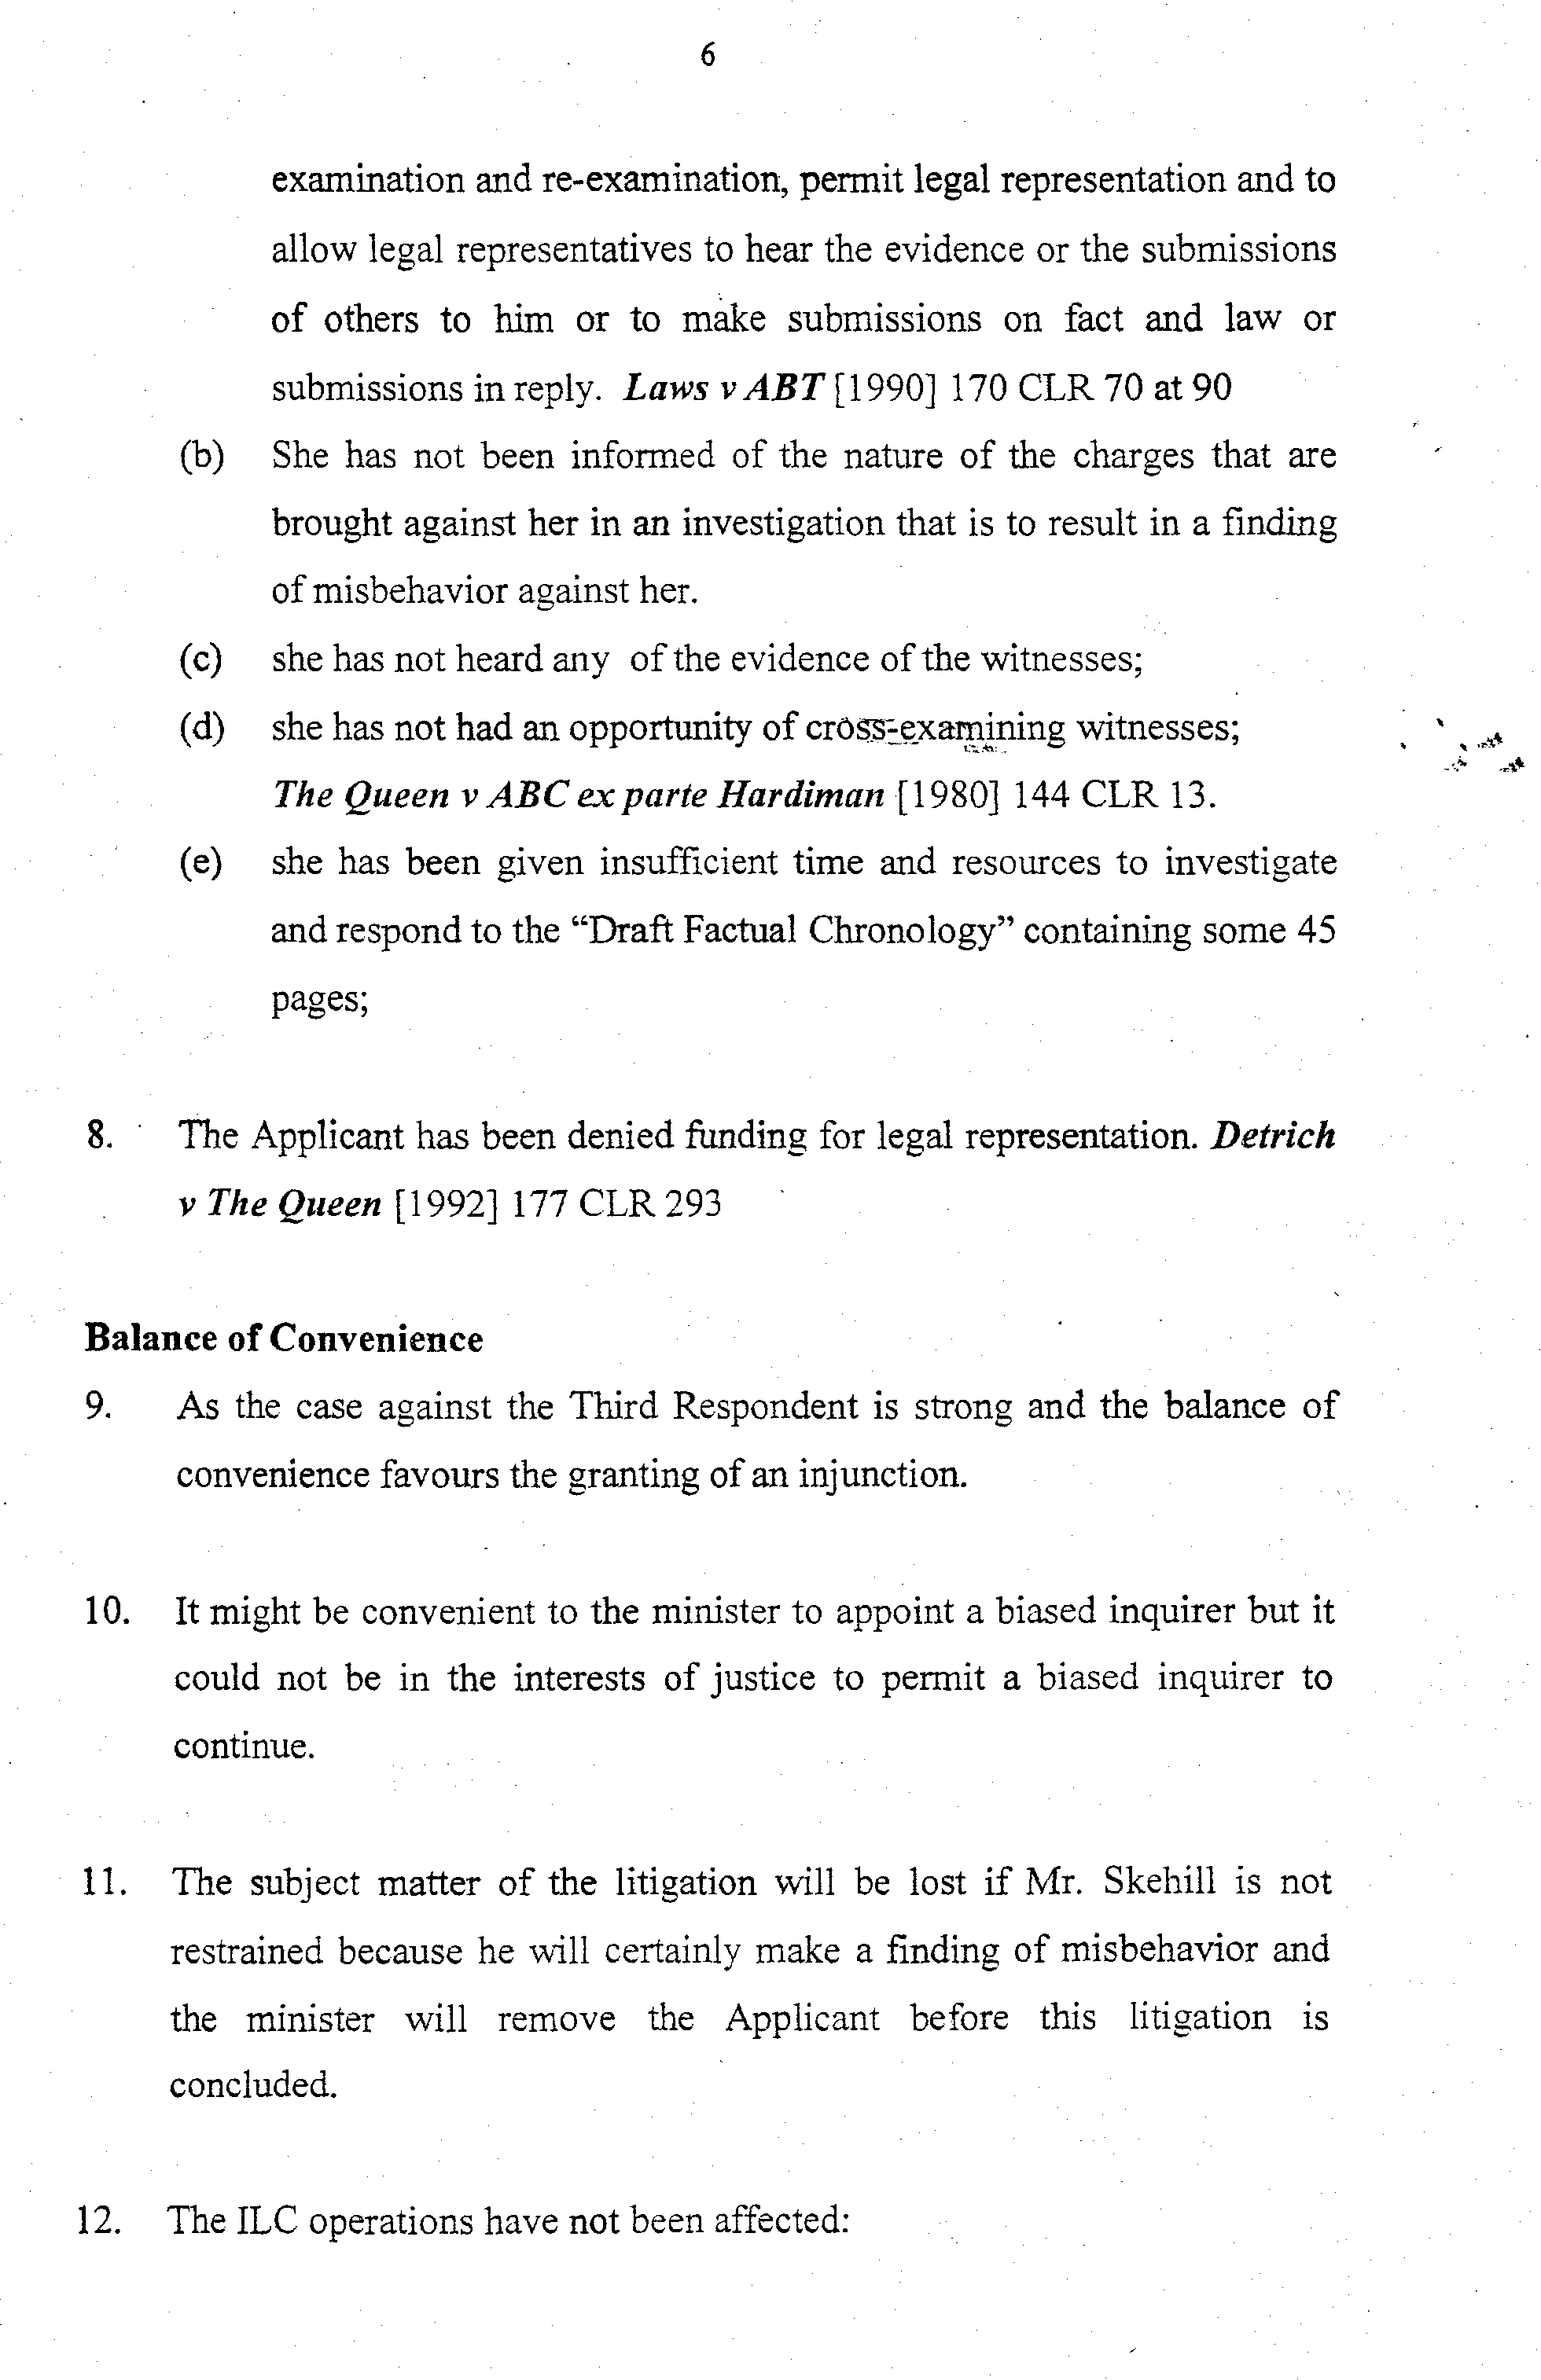 6
examination and re-examination, permit legal representation and to
allow legal representatives to hear the evidence or the submissions
of others to him or to make submissions on fact and law or
submissions in reply. Laws v ABT [1990] 170 CLR 70 at 90
(b) She has not been informed of the nature of the charges that are
brought against her in an investigation that is to result in a finding
of misbehavior against her.
(c) she has not heard any of the evidence of the witnesses;
(d) she has not had an opportunity of cross-examining witnesses;
The Queen v ABC ex parte Hardiman [1980] 144 CLR 13.
(e) she has been given insufficient time and resources to investigate
and respond to the “Draft Factual Chronology” containing some 45
pages;
8. The Applicant has been denied funding for legal representation. Detrich
v The Queen [1992] 177 CLR 293
Balance of Convenience
9. As the case against the Third Respondent is strong and the balance of
convenience favours the granting of an injunction.
10. It might be convenient to the minister to appoint a biased inquirer but it
could not be in the interests of justice to permit a biased inquirer to
continue.
11. The subject matter of the litigation will be lost if Mr. Skehill is not
restrained because he will certainly make a finding of misbehavior and
the minister will remove the Applicant before this litigation is
concluded.
12. The ILC operations have not been affected: